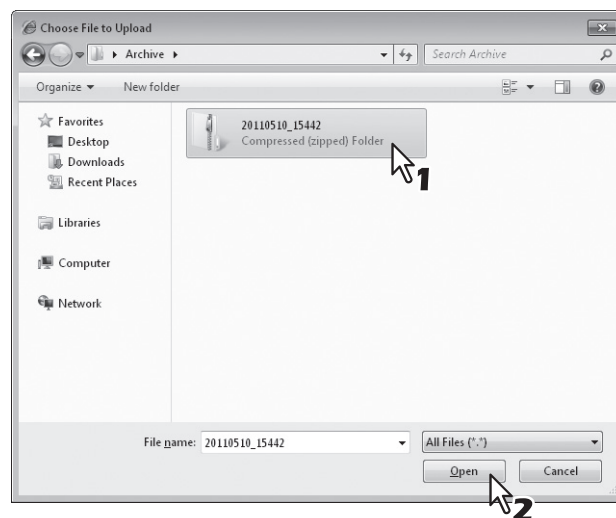 Choose File to Upload
Archive
Search Archive
Organize
New folder
Favorites
Desktop
Downloads
Recent Places
Libraries
Computer
Network
20110510_15442
Compressed (zipped) Folder
1
File name: 20110510_15442
All Files (*.*)
Open
Cancel
2